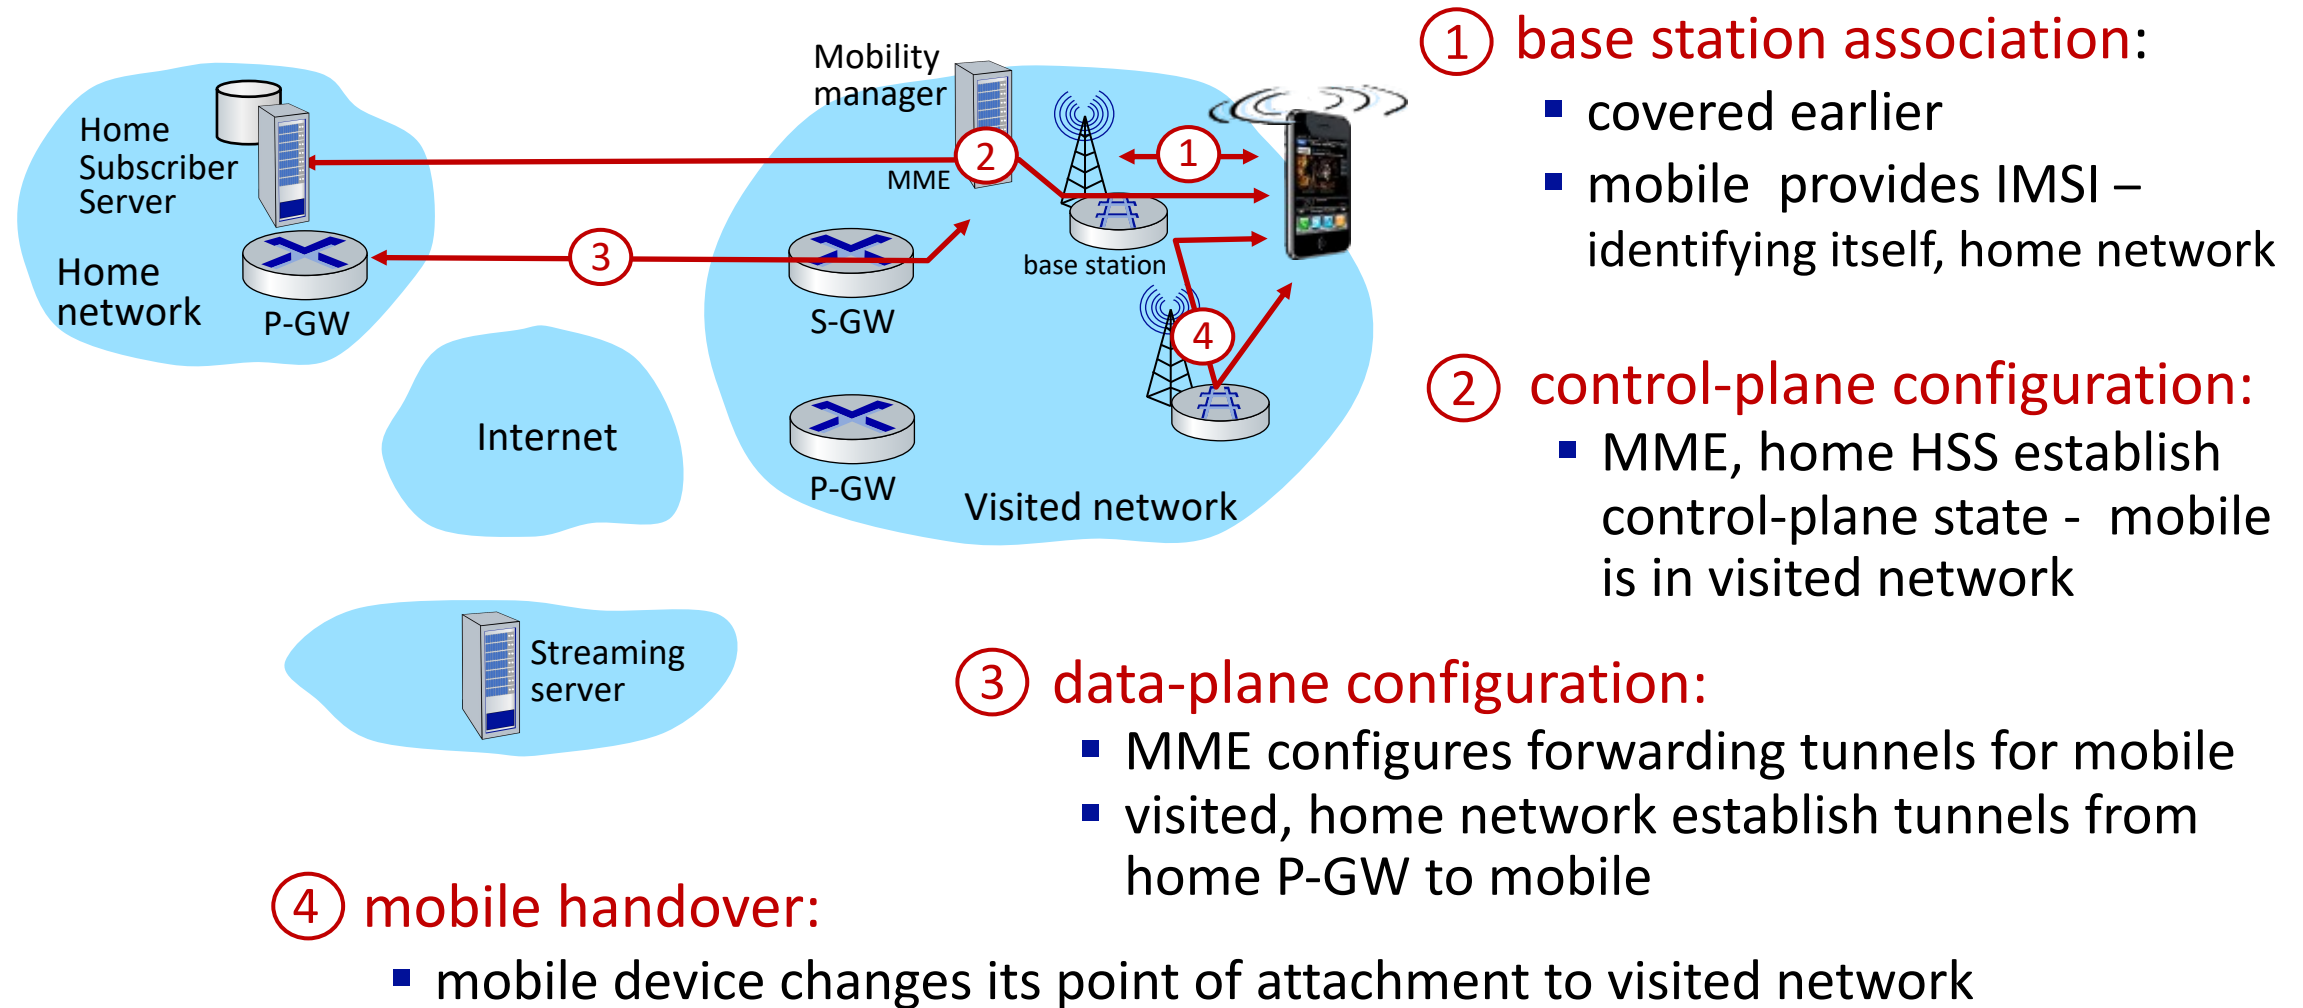 Home
Subscriber
Server
Home
network
P-GW
Mobility
manager
2
MME
1
base station
3
S-GW
4
P-GW
Visited network
Internet
Streaming
server
1 base station association:
covered earlier
mobile provides IMSI –
identifying itself, home network
2 control-plane configuration:
MME, home HSS establish
control-plane state - mobile
is in visited network
3 data-plane configuration:
MME configures forwarding tunnels for mobile
visited, home network establish tunnels from
home P-GW to mobile
4 mobile handover:
mobile device changes its point of attachment to visited network